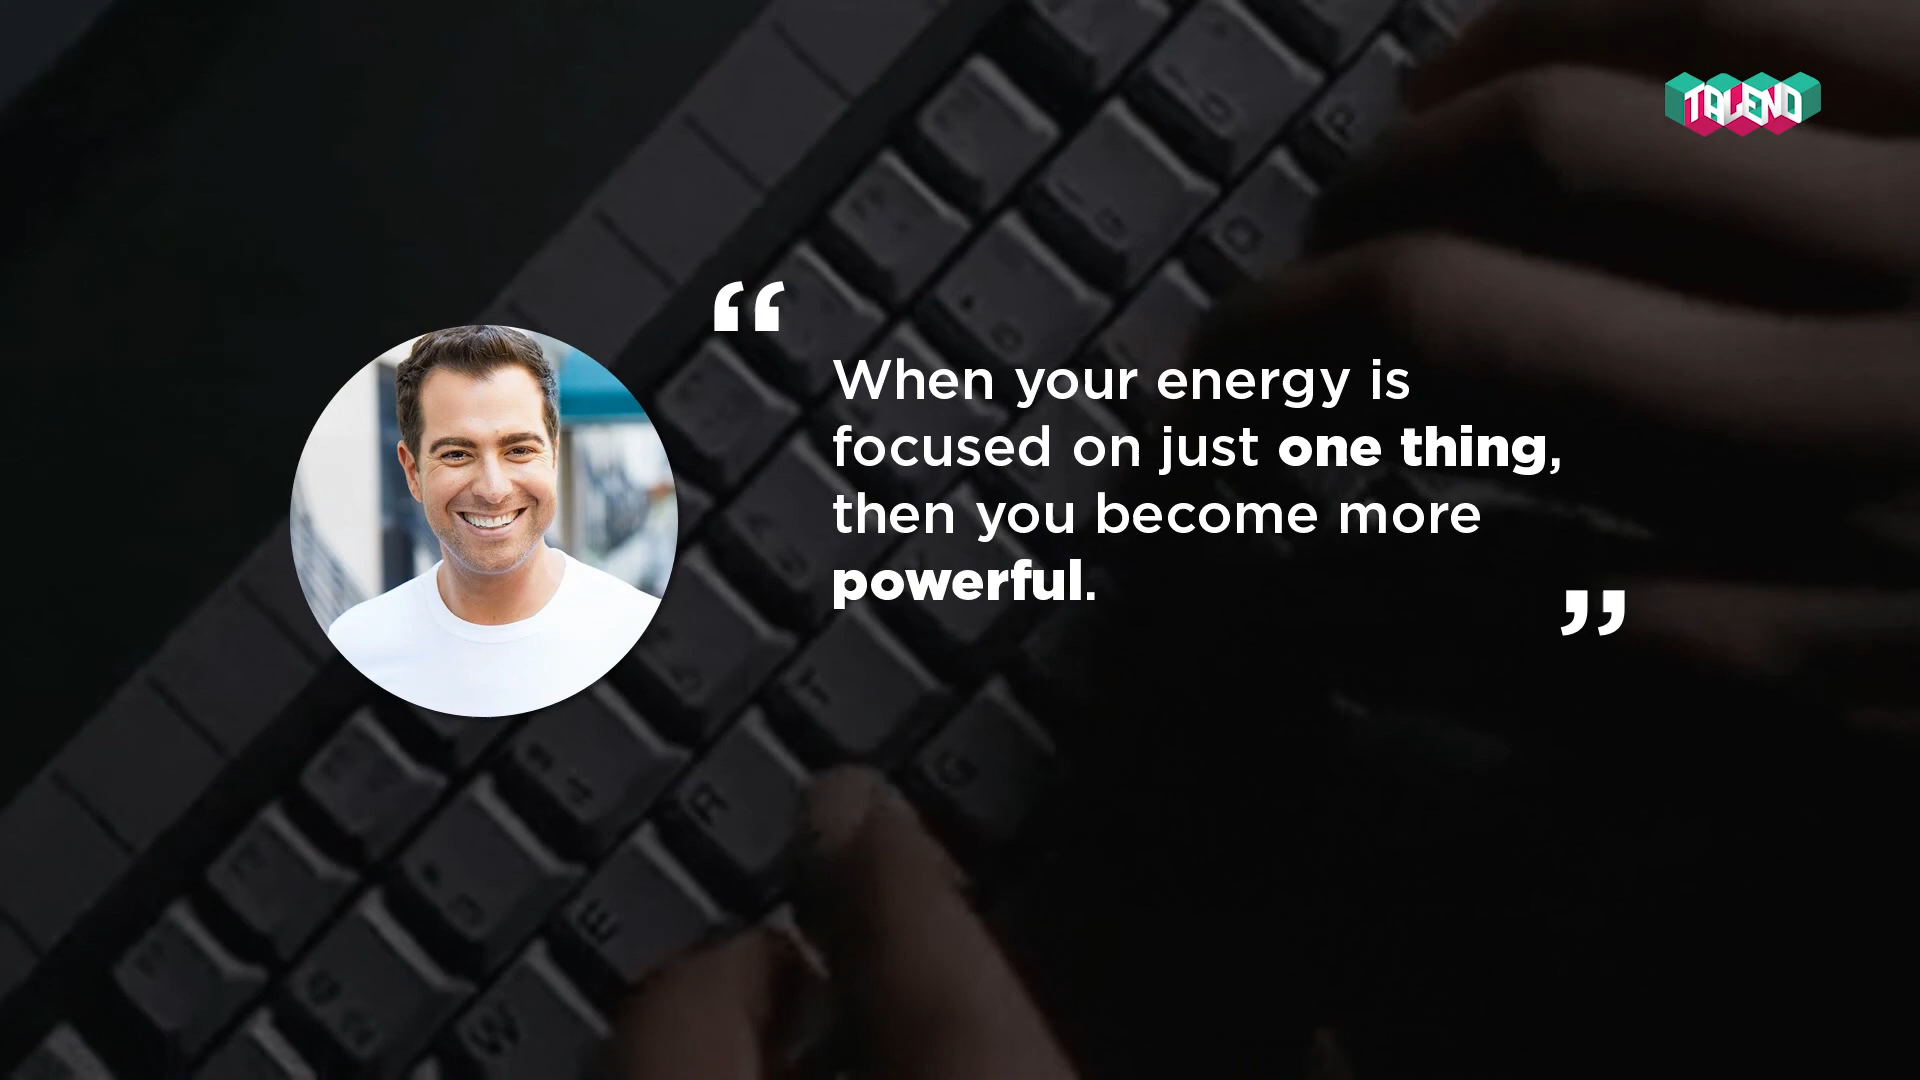 TALEND
“
When your energy is
focused on just one thing,
then you become more
powerful.
”